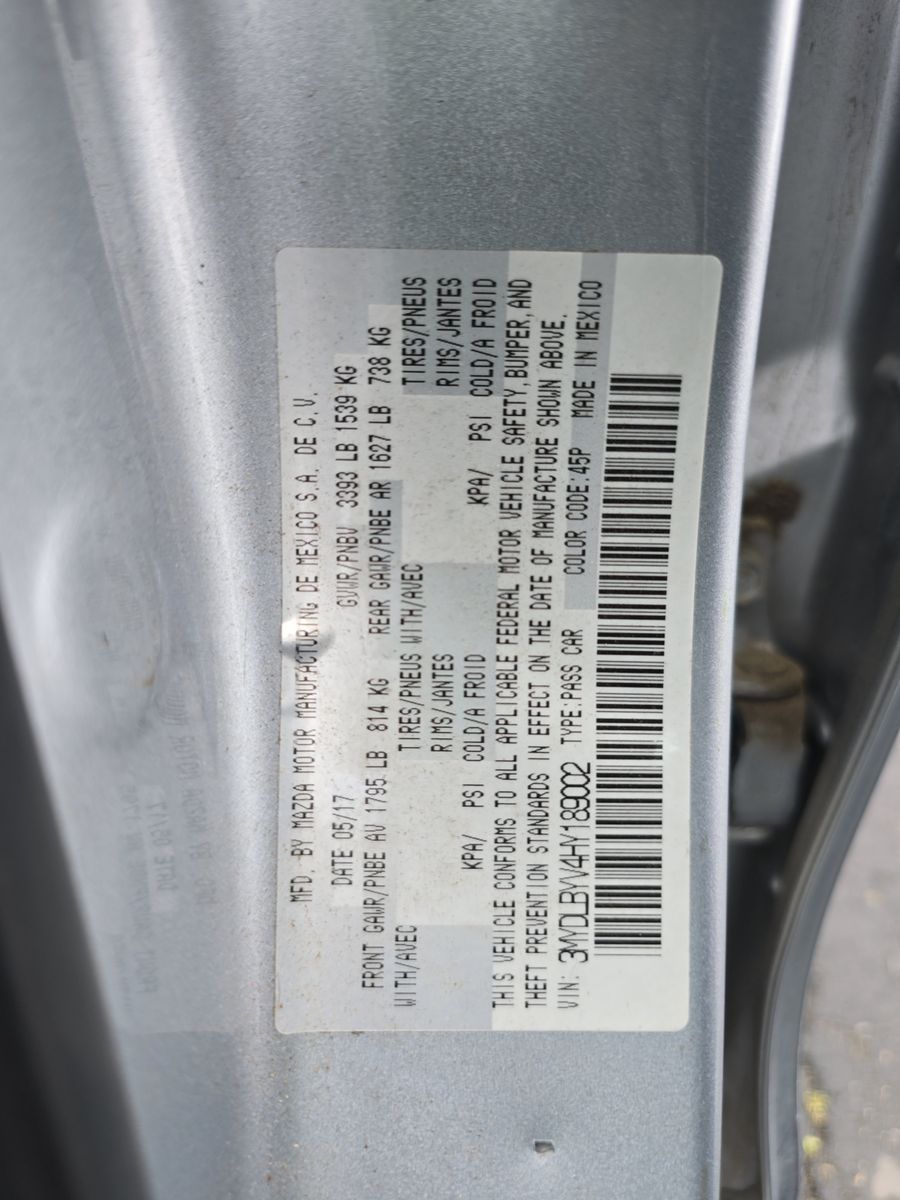 MFD. BY MAZDA MOTOR MANUFACTURING DE MEXICO S.A. DE C.V.
DATE 05/17 GVWR/PNBV 3393 LB 1539 KG
FRONT GAWR/PNBE AV 1795 LB 814 KG REAR GAWR/PNBE AR 1627 LB 738 KG
WITH/AVEC TIRES/PNEUS WITH/AVEC TIRES/PNEUS
RIMS/JANTES RIMS/JANTES
KPA/ PSI COLD/A FROID KPA/ PSI COLD/A FROID
THIS VEHICLE CONFORMS TO ALL APPLICABLE FEDERAL MOTOR VEHICLE SAFETY, BUMPER, AND
THEFT PREVENTION STANDARDS IN EFFECT ON THE DATE OF MANUFACTURE SHOWN ABOVE.
VIN: 3MYDLBYV4HY189002 TYPE:PASS CAR COLOR CODE:45P MADE IN MEXICO